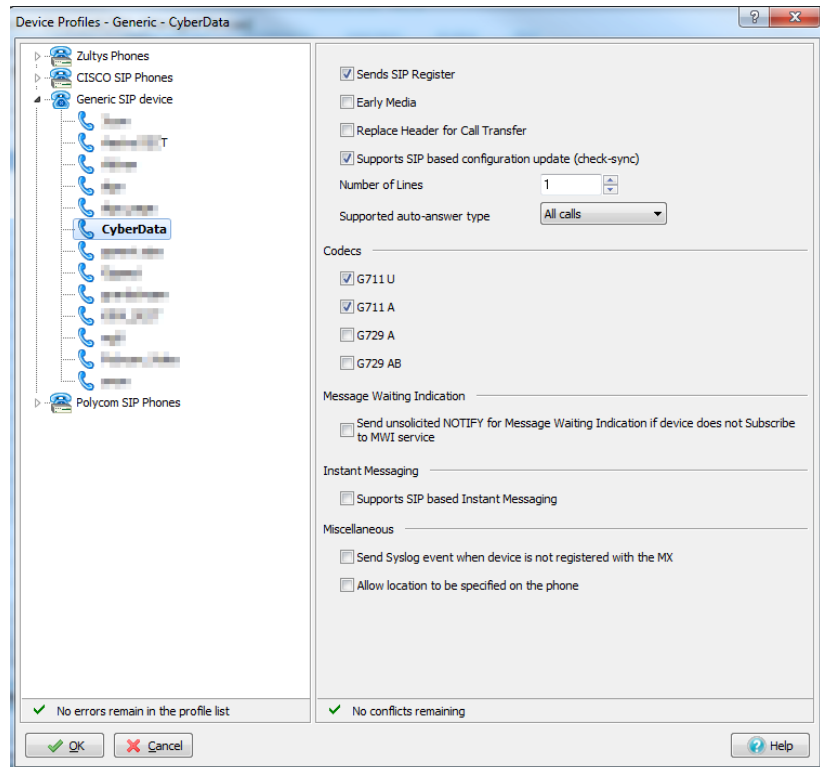 Device Profiles - Generic - CyberData
Zultys Phones
CISCO SIP Phones
Generic SIP device
T
CyberData
Polycom SIP Phones
No errors remain in the profile list
Sends SIP Register
Early Media
Replace Header for Call Transfer
Supports SIP based configuration update (check-sync)
Number of Lines 1
Supported auto-answer type All calls
Codecs
G711 U
G711 A
G729 A
G729 AB
Message Waiting Indication
Send unsolicited NOTIFY for Message Waiting Indication if device does not Subscribe
to MWI service
Instant Messaging
Supports SIP based Instant Messaging
Miscellaneous
Send Syslog event when device is not registered with the MX
Allow location to be specified on the phone
No conflicts remaining
OK Cancel Help